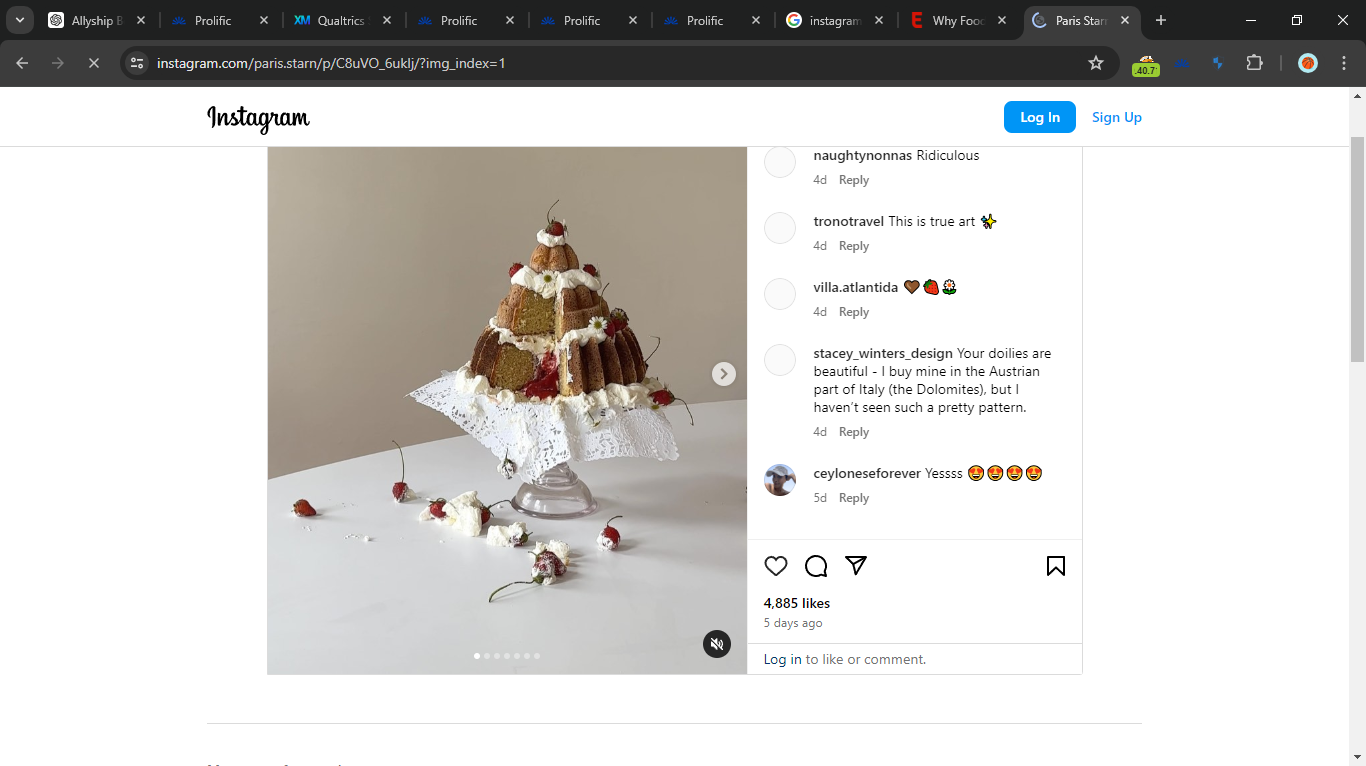 Allyship B
Prolific
Qualtrics
Prolific
Prolific
Prolific
instagram
Why Food
Paris Starn
instagram.com/paris.starn/p/C8uVO_6uklj/?img_index=1
40.7
Instagram
Log In
Sign Up
naughtynonnas Ridiculous
4d Reply
tronotravel This is true art ✨
4d Reply
villa.atlantida 🤎🍓🌼
4d Reply
stacey_winters_design Your doilies are
beautiful - I buy mine in the Austrian
part of Italy (the Dolomites), but I
haven't seen such a pretty pattern.
4d Reply
ceyloneseforever Yessss 😍😍😍😍
5d Reply
4,885 likes
5 days ago
Log in to like or comment.